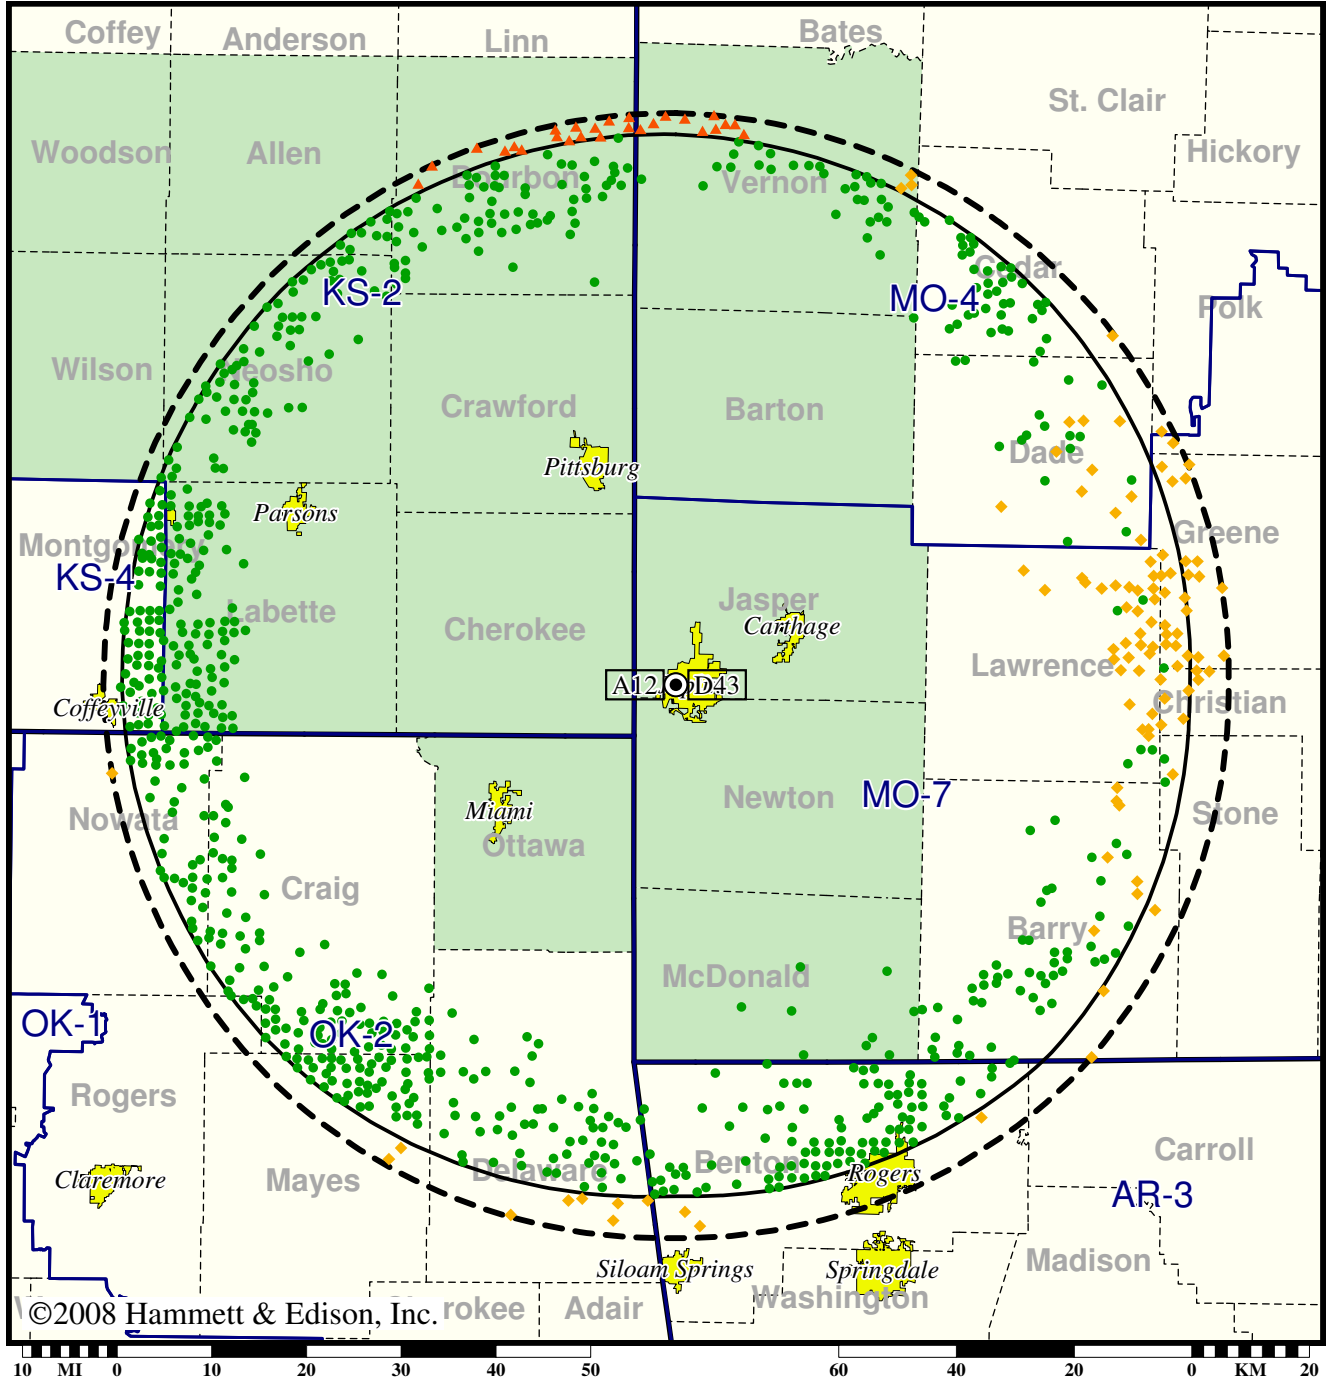 Coffey
Anderson
Linn
Bates
St. Clair
Hickory
Woodson
Allen
Bourbon
Vernon
Cedar
KS-2
MO-4
Polk
Wilson
Neosho
Crawford
Barton
Pittsburg
Dade
Parsons
Greene
Montgomery
KS-4
Labette
Cherokee
Jasper
Carthage
Lawrence
A12
D43
Coffeyville
Christian
Newton
MO-7
Nowata
Miami
Ottawa
Stone
Craig
Barry
McDonald
OK-1
OK-2
Rogers
Carroll
Claremore
Mayes
Delaware
Benton
Rogers
AR-3
Siloam Springs
Springdale
Madison
Washington
Adair
©2008 Hammett & Edison, Inc.
10 MI 0 10 20 30 40 50 60 40 20 0 KM 20